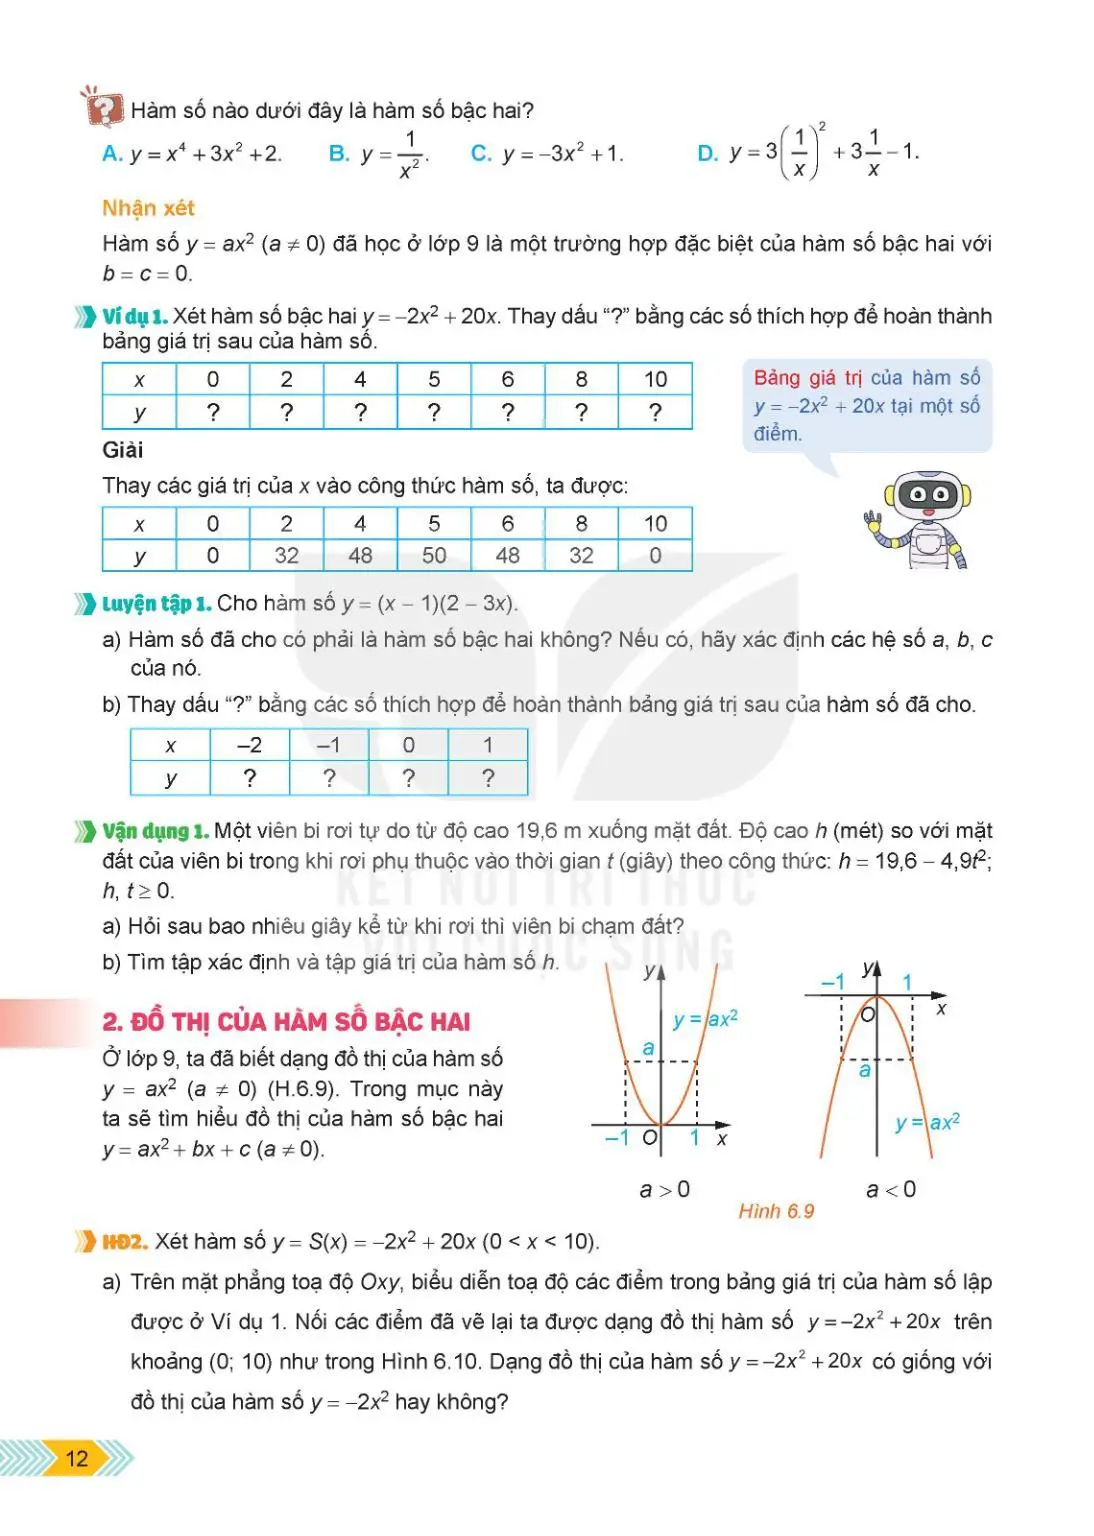 Hàm số nào dưới đây là hàm số bậc hai?
A. y = x⁴ + 3x² + 2. B. y = 1/x². C. y = –3x² + 1. D. y = 3(1/x)² + 3 1/x – 1.
Nhận xét
Hàm số y = ax² (a ≠ 0) đã học ở lớp 9 là một trường hợp đặc biệt của hàm số bậc hai với
b = c = 0.
Ví dụ 1. Xét hàm số bậc hai y = –2x² + 20x. Thay dấu “?” bằng các số thích hợp để hoàn thành
bảng giá trị sau của hàm số.
x 0 2 4 5 6 8 10
y ? ? ? ? ? ? ?
Bảng giá trị của hàm số
y = –2x² + 20x tại một số
điểm.
Giải
Thay các giá trị của x vào công thức hàm số, ta được:
x 0 2 4 5 6 8 10
y 0 32 48 50 48 32 0
Luyện tập 1. Cho hàm số y = (x – 1)(2 – 3x).
a) Hàm số đã cho có phải là hàm số bậc hai không? Nếu có, hãy xác định các hệ số a, b, c
của nó.
b) Thay dấu “?” bằng các số thích hợp để hoàn thành bảng giá trị sau của hàm số đã cho.
x –2 –1 0 1
y ? ? ? ?
Vận dụng 1. Một viên bi rơi tự do từ độ cao 19,6 m xuống mặt đất. Độ cao h (mét) so với mặt
đất của viên bi trong khi rơi phụ thuộc vào thời gian t (giây) theo công thức: h = 19,6 – 4,9t²;
h, t ≥ 0.
KẾT NỐI TRI THỨC
a) Hỏi sau bao nhiêu giây kể từ khi rơi thì viên bi chạm đất?
VỚI CUỘC SỐNG
b) Tìm tập xác định và tập giá trị của hàm số h.
2. ĐỒ THỊ CỦA HÀM SỐ BẬC HAI
Ở lớp 9, ta đã biết dạng đồ thị của hàm số
y = ax² (a ≠ 0) (H.6.9). Trong mục này
ta sẽ tìm hiểu đồ thị của hàm số bậc hai
y = ax² + bx + c (a ≠ 0).
y
y = ax²
a
–1 O 1 x
a > 0
–1 y 1
O x
a
y = ax²
a < 0
Hình 6.9
HĐ2. Xét hàm số y = S(x) = –2x² + 20x (0 < x < 10).
a) Trên mặt phẳng toạ độ Oxy, biểu diễn toạ độ các điểm trong bảng giá trị của hàm số lập
được ở Ví dụ 1. Nối các điểm đã vẽ lại ta được dạng đồ thị hàm số y = –2x² + 20x trên
khoảng (0; 10) như trong Hình 6.10. Dạng đồ thị của hàm số y = –2x² + 20x có giống với
đồ thị của hàm số y = –2x² hay không?
12